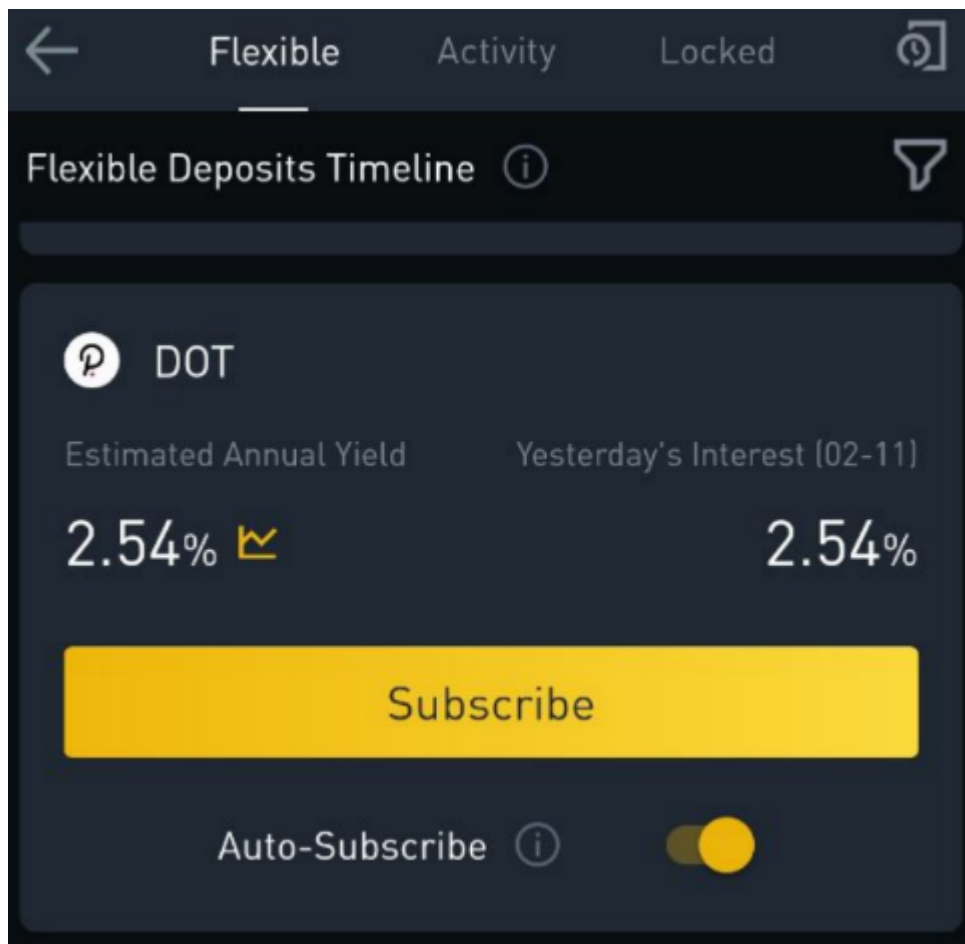 Flexible Activity Locked
Flexible Deposits Timeline
DOT
Estimated Annual Yield Yesterday's Interest (02-11)
2.54% 2.54%
Subscribe
Auto-Subscribe